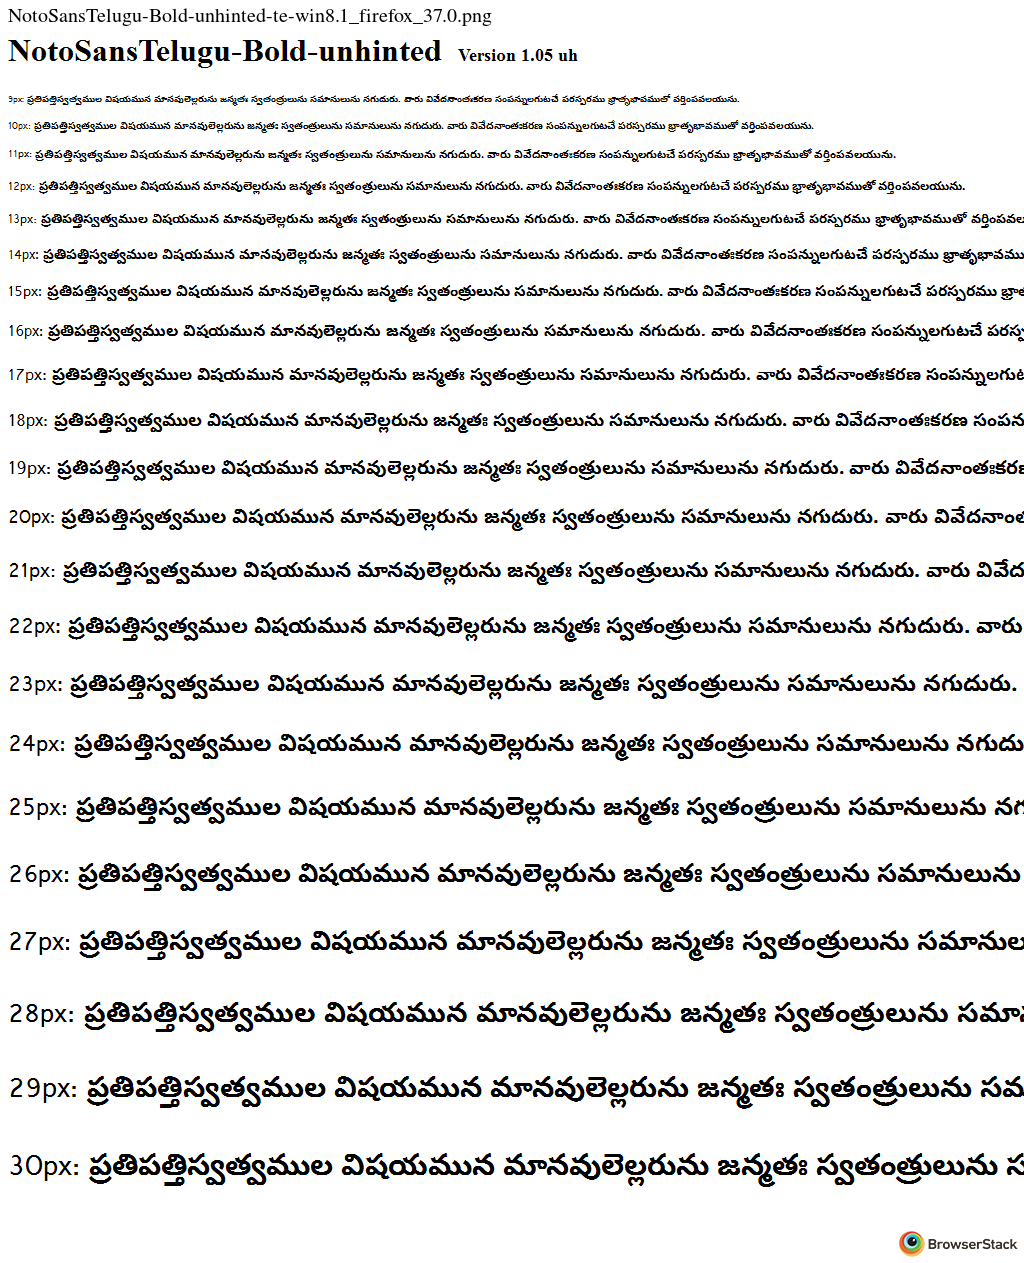 NotoSansTelugu-Bold-unhinted-te-win8.1_firefox_37.0.png
NotoSansTelugu-Bold-unhinted Version 1.05 uh
9px: ప్రతిపత్తిస్వత్వముల విషయమున మానవులెల్లరును జన్మతః స్వతంత్రులును సమానులును నగుదురు. వారు వివేదనాంతఃకరణ సంపన్నులగుటచే పరస్పరము భ్రాతృభావముతో వర్తింపవలయును.
10px: ప్రతిపత్తిస్వత్వముల విషయమున మానవులెల్లరును జన్మతః స్వతంత్రులును సమానులును నగుదురు. వారు వివేదనాంతఃకరణ సంపన్నులగుటచే పరస్పరము భ్రాతృభావముతో వర్తింపవలయును.
11px: ప్రతిపత్తిస్వత్వముల విషయమున మానవులెల్లరును జన్మతః స్వతంత్రులును సమానులును నగుదురు. వారు వివేదనాంతఃకరణ సంపన్నులగుటచే పరస్పరము భ్రాతృభావముతో వర్తింపవలయును.
12px: ప్రతిపత్తిస్వత్వముల విషయమున మానవులెల్లరును జన్మతః స్వతంత్రులును సమానులును నగుదురు. వారు వివేదనాంతఃకరణ సంపన్నులగుటచే పరస్పరము భ్రాతృభావముతో వర్తింపవలయును.
13px: ప్రతిపత్తిస్వత్వముల విషయమున మానవులెల్లరును జన్మతః స్వతంత్రులును సమానులును నగుదురు. వారు వివేదనాంతఃకరణ సంపన్నులగుటచే పరస్పరము భ్రాతృభావముతో వర్తింపవల
14px: ప్రతిపత్తిస్వత్వముల విషయమున మానవులెల్లరును జన్మతః స్వతంత్రులును సమానులును నగుదురు. వారు వివేదనాంతఃకరణ సంపన్నులగుటచే పరస్పరము భ్రాతృభావము
15px: ప్రతిపత్తిస్వత్వముల విషయమున మానవులెల్లరును జన్మతః స్వతంత్రులును సమానులును నగుదురు. వారు వివేదనాంతఃకరణ సంపన్నులగుటచే పరస్పరము భ్రాత
16px: ప్రతిపత్తిస్వత్వముల విషయమున మానవులెల్లరును జన్మతః స్వతంత్రులును సమానులును నగుదురు. వారు వివేదనాంతఃకరణ సంపన్నులగుటచే పరస్ప
17px: ప్రతిపత్తిస్వత్వముల విషయమున మానవులెల్లరును జన్మతః స్వతంత్రులును సమానులును నగుదురు. వారు వివేదనాంతఃకరణ సంపన్నులగుట
18px: ప్రతిపత్తిస్వత్వముల విషయమున మానవులెల్లరును జన్మతః స్వతంత్రులును సమానులును నగుదురు. వారు వివేదనాంతఃకరణ సంపన
19px: ప్రతిపత్తిస్వత్వముల విషయమున మానవులెల్లరును జన్మతః స్వతంత్రులును సమానులును నగుదురు. వారు వివేదనాంతఃకరణ
20px: ప్రతిపత్తిస్వత్వముల విషయమున మానవులెల్లరును జన్మతః స్వతంత్రులును సమానులును నగుదురు. వారు వివేదనాంత
21px: ప్రతిపత్తిస్వత్వముల విషయమున మానవులెల్లరును జన్మతః స్వతంత్రులును సమానులును నగుదురు. వారు వివేద
22px: ప్రతిపత్తిస్వత్వముల విషయమున మానవులెల్లరును జన్మతః స్వతంత్రులును సమానులును నగుదురు. వారు
23px: ప్రతిపత్తిస్వత్వముల విషయమున మానవులెల్లరును జన్మతః స్వతంత్రులును సమానులును నగుదురు.
24px: ప్రతిపత్తిస్వత్వముల విషయమున మానవులెల్లరును జన్మతః స్వతంత్రులును సమానులును నగుదు
25px: ప్రతిపత్తిస్వత్వముల విషయమున మానవులెల్లరును జన్మతః స్వతంత్రులును సమానులును నగు
26px: ప్రతిపత్తిస్వత్వముల విషయమున మానవులెల్లరును జన్మతః స్వతంత్రులును సమానులును
27px: ప్రతిపత్తిస్వత్వముల విషయమున మానవులెల్లరును జన్మతః స్వతంత్రులును సమానుల
28px: ప్రతిపత్తిస్వత్వముల విషయమున మానవులెల్లరును జన్మతః స్వతంత్రులును సమాన
29px: ప్రతిపత్తిస్వత్వముల విషయమున మానవులెల్లరును జన్మతః స్వతంత్రులును సమ
30px: ప్రతిపత్తిస్వత్వముల విషయమున మానవులెల్లరును జన్మతః స్వతంత్రులును స
BrowserStack